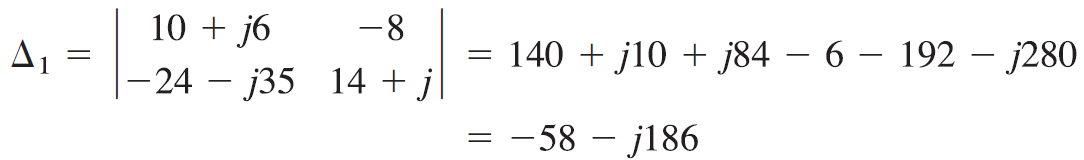 Δ₁ = | 10 + j6 −8 | = 140 + j10 + j84 − 6 − 192 − j280
| −24 − j35 14 + j |
= −58 − j186